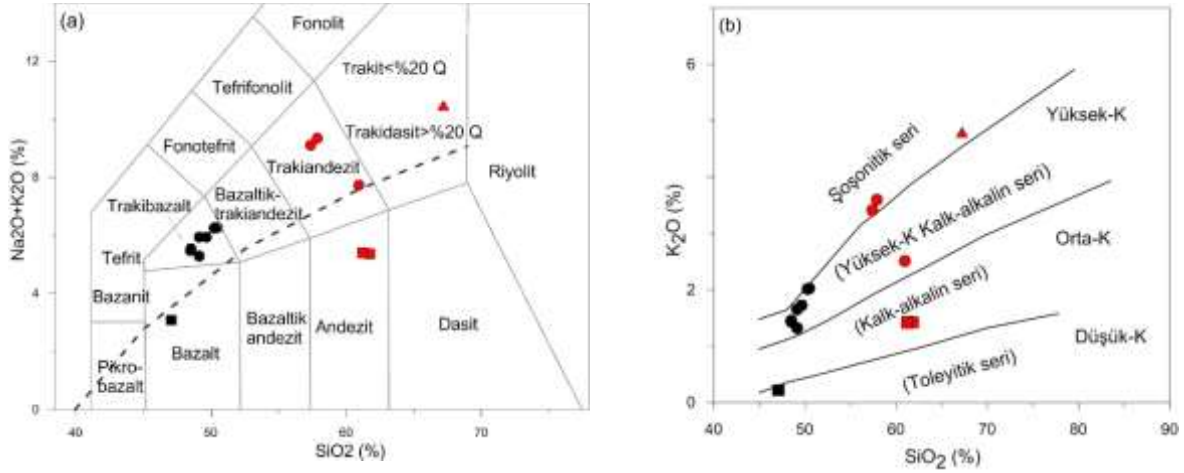 (a)
Fonolit
Trakit<%20 Q
Tefrifonolit
Trakidasit>%20 Q
Fonotefrit
Trakiandezit
Riyolit
Bazaltik-
trakiandezit
Trakibazalt
Tefrit
Bazanit
Bazaltik
andezit
Andezit
Dasit
Bazalt
Pikro-
bazalt
Na2O+K2O (%)
12
8
4
0
40
50
60
70
SiO2 (%)
(b)
Yüksek-K
Şoşonitik seri
(Yüksek-K Kalk-alkalin seri)
Orta-K
(Kalk-alkalin seri)
Düşük-K
(Toleyitik seri)
K2O (%)
6
2
0
40
50
60
70
80
90
SiO2 (%)